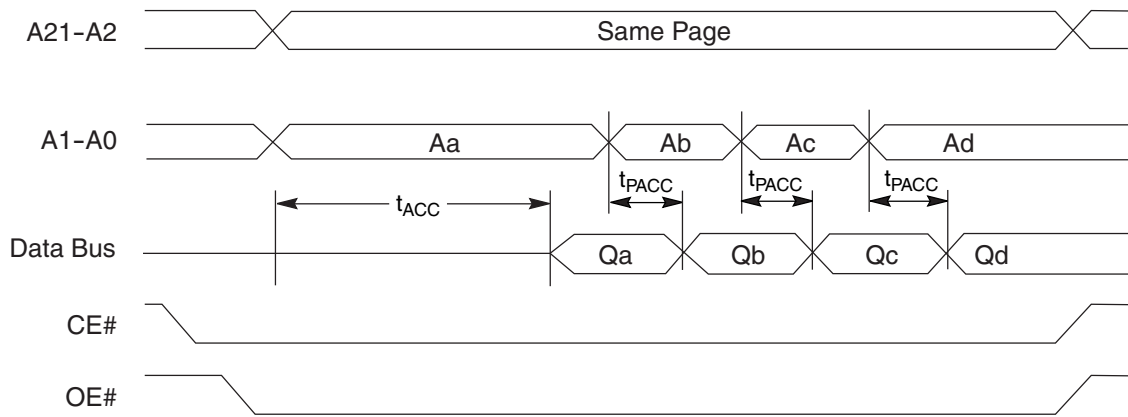 A21-A2 Same Page
A1-A0 Aa Ab Ac Ad
tACC tPACC tPACC tPACC
Data Bus Qa Qb Qc Qd
CE#
OE#